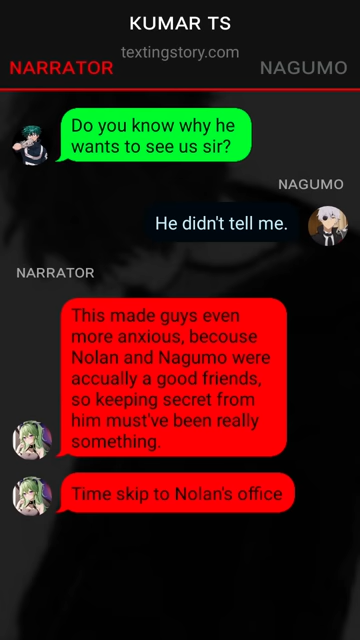 KUMAR TS
textingstory.com
NARRATOR NAGUMO
Do you know why he
wants to see us sir?
NAGUMO
He didn't tell me.
NARRATOR
This made guys even
more anxious, becouse
Nolan and Nagumo were
accually a good friends,
so keeping secret from
him must've been really
something.
Time skip to Nolan's office